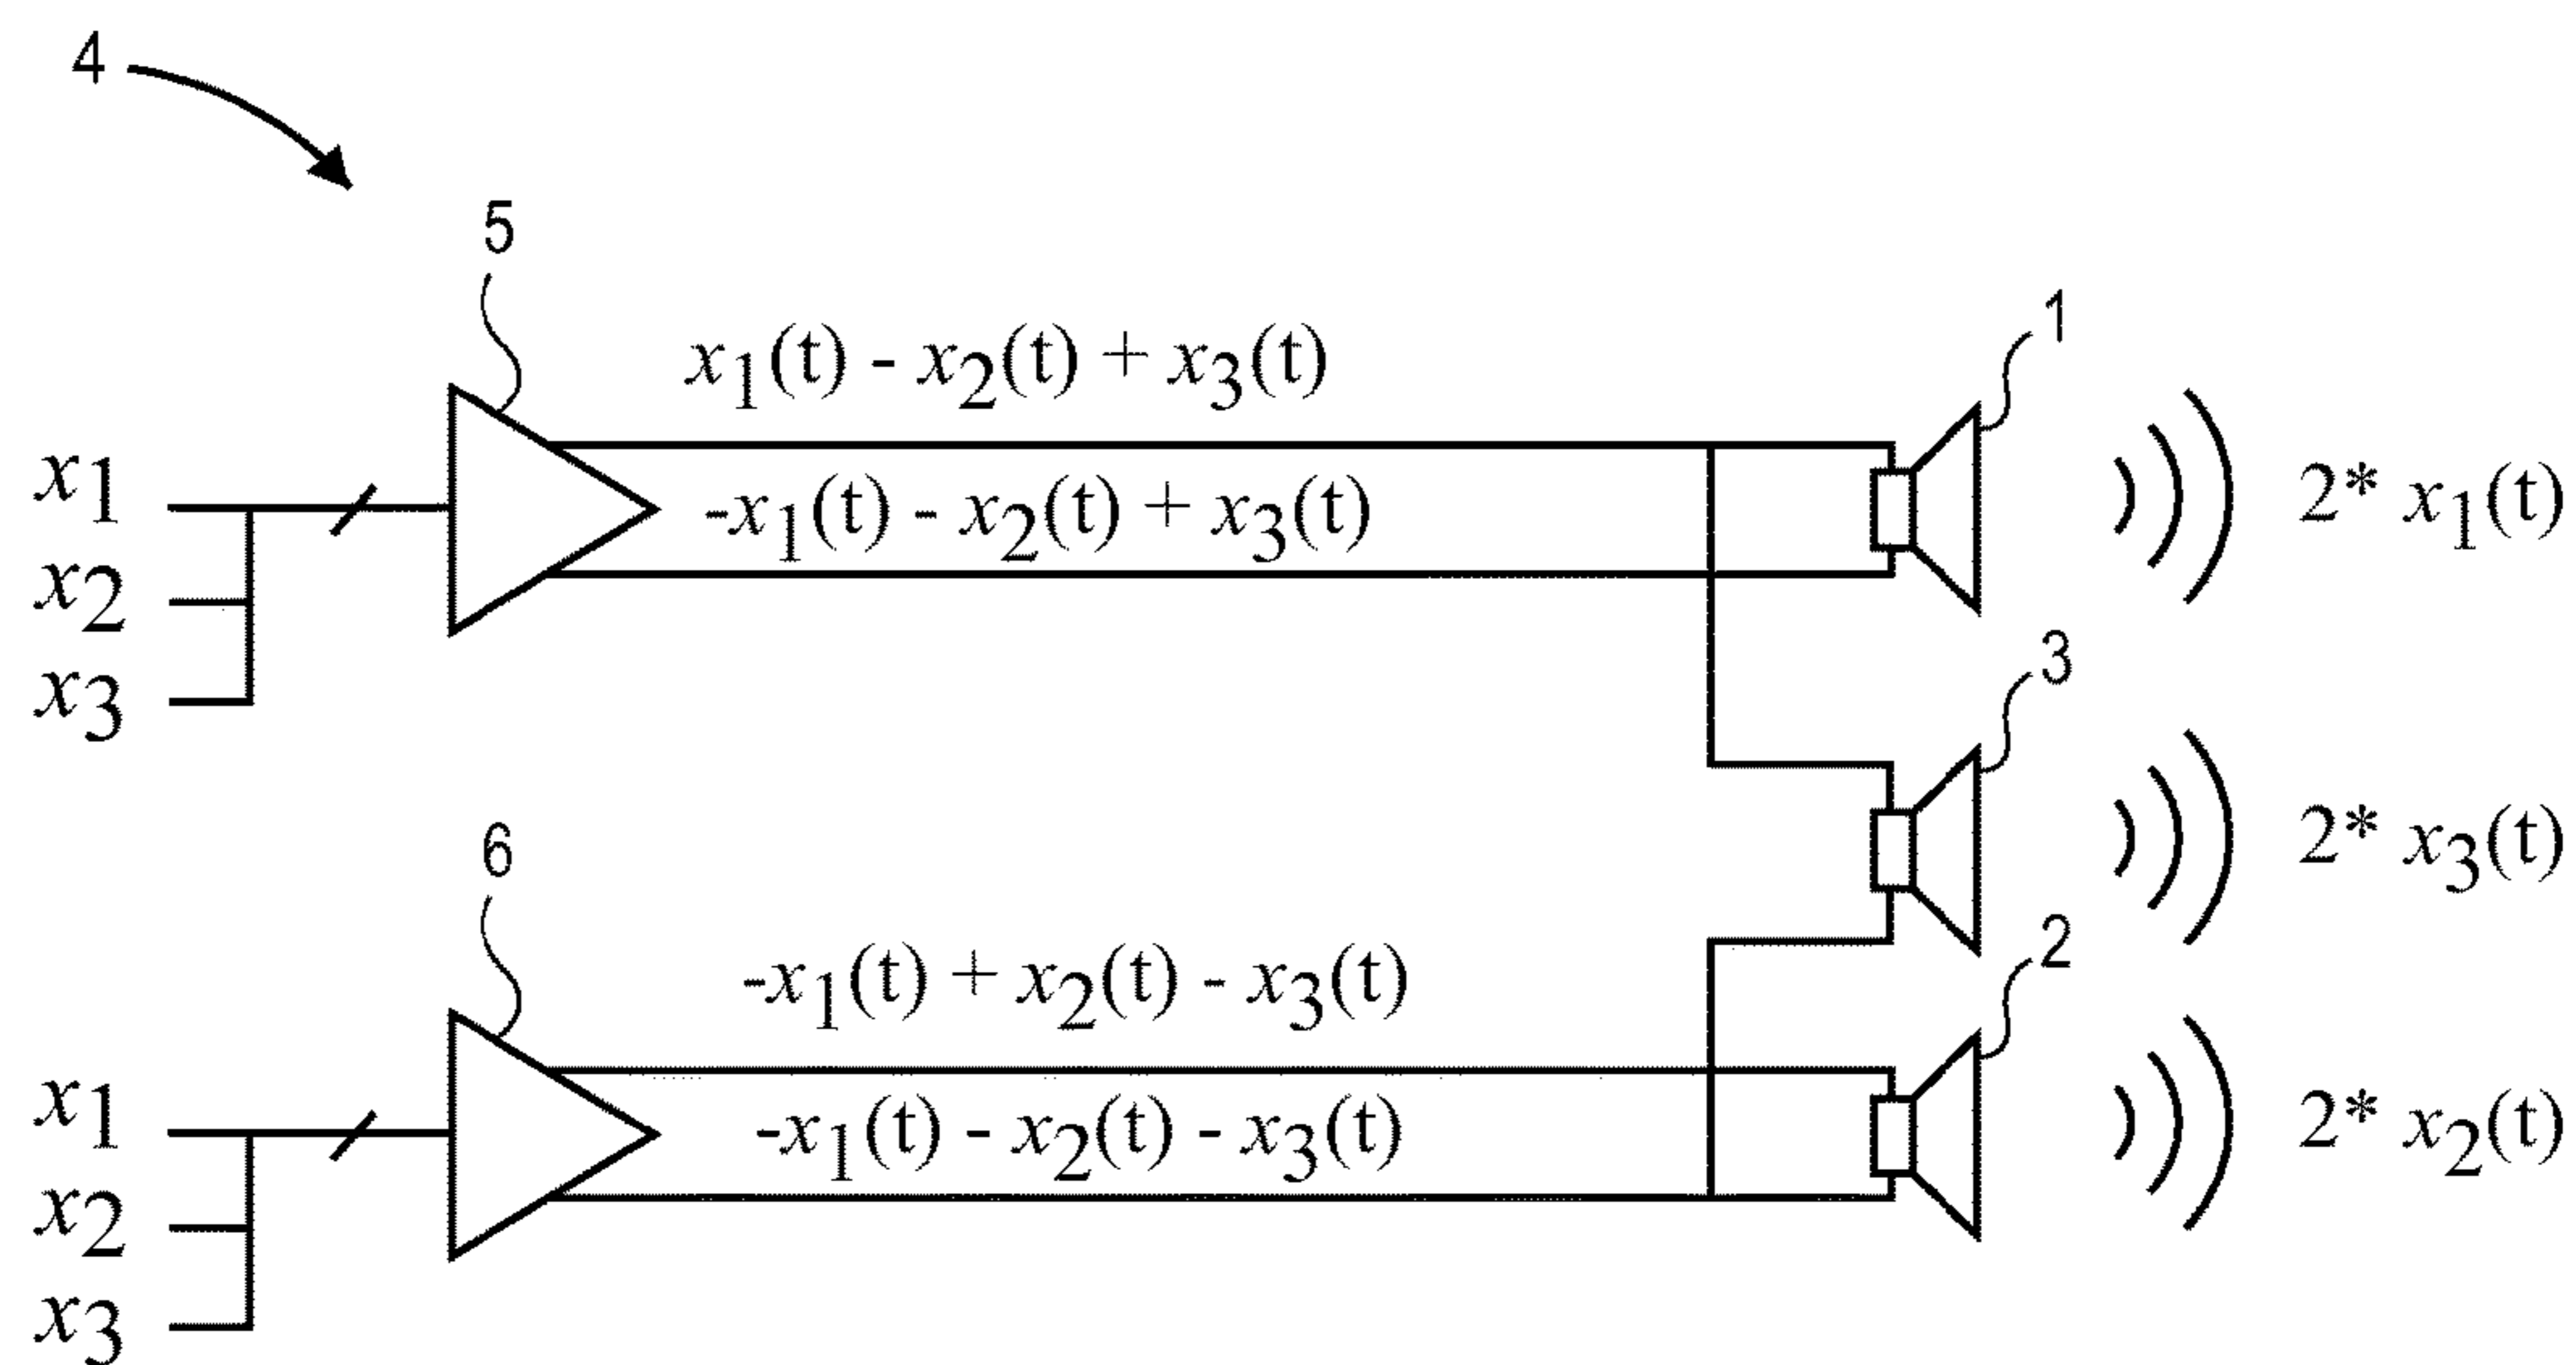 4
5
1
x1(t) - x2(t) + x3(t)
x1
-x1(t) - x2(t) + x3(t)
2* x1(t)
x2
x3
3
6
2* x3(t)
2
-x1(t) + x2(t) - x3(t)
x1
-x1(t) - x2(t) - x3(t)
2* x2(t)
x2
x3